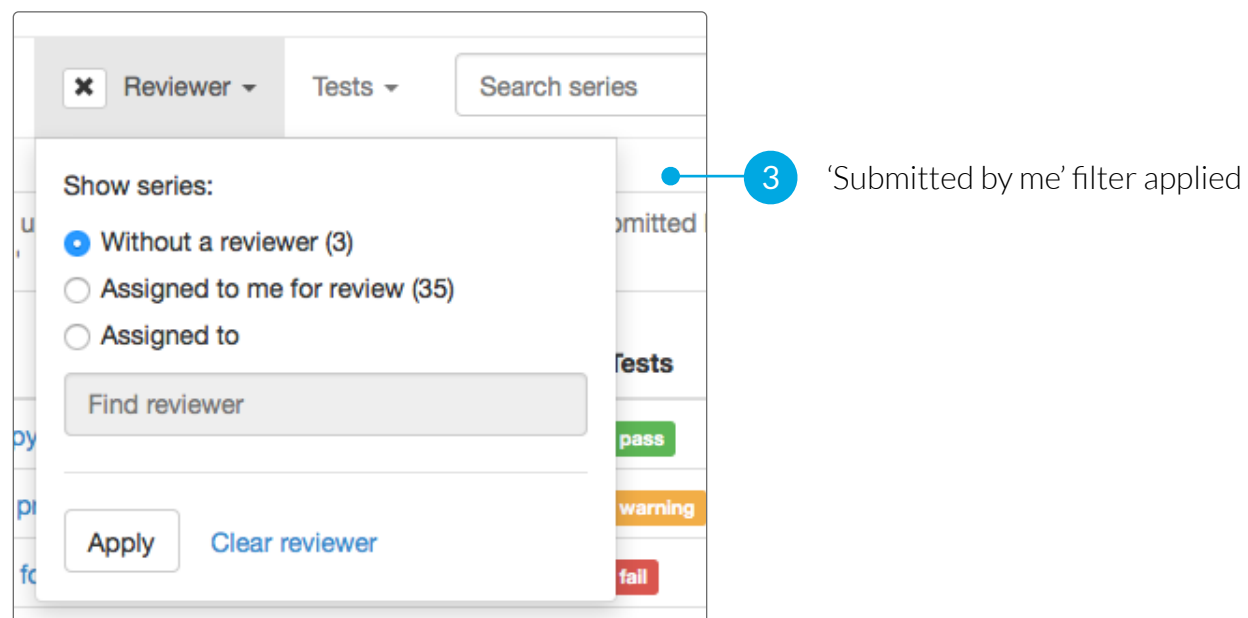 ✖ Reviewer Tests Search series
3 ‘Submitted by me’ filter applied
Show series:
Without a reviewer (3)
Assigned to me for review (35)
Assigned to
Tests
Find reviewer
py pass
warning
Apply Clear reviewer
fail